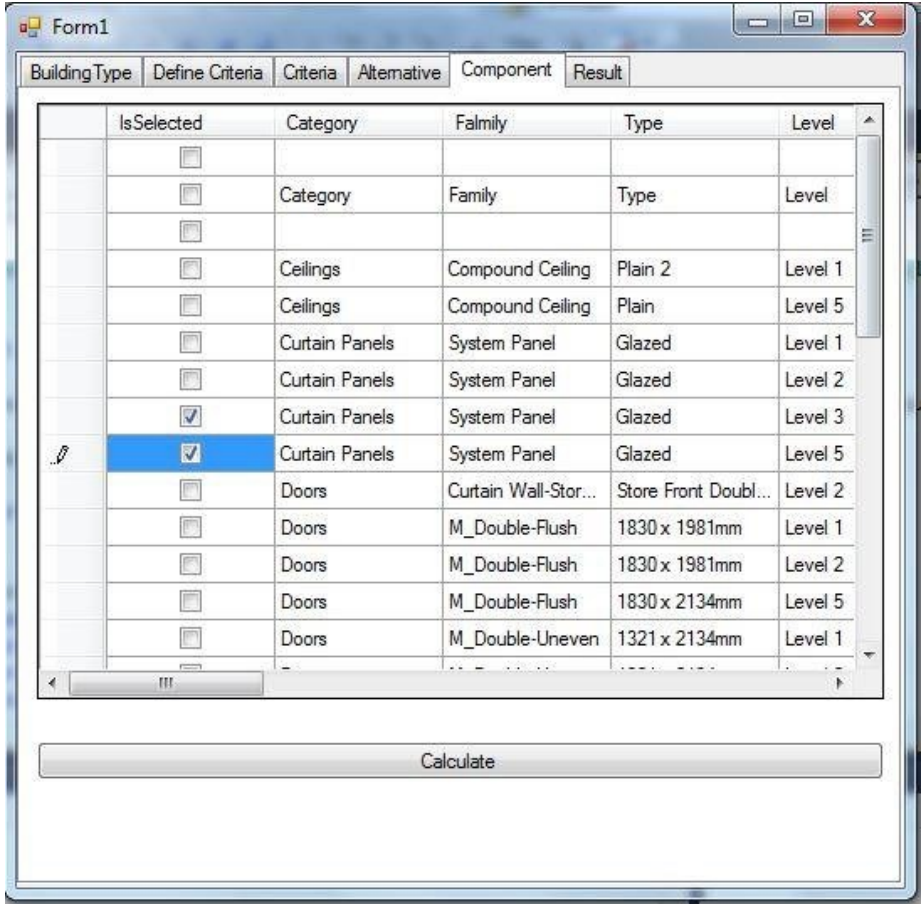 Form1
Building Type Define Criteria Criteria Alternative Component Result
IsSelected Category Falmily Type Level
Category Family Type Level
Ceilings Compound Ceiling Plain 2 Level 1
Ceilings Compound Ceiling Plain Level 5
Curtain Panels System Panel Glazed Level 1
Curtain Panels System Panel Glazed Level 2
Curtain Panels System Panel Glazed Level 3
Curtain Panels System Panel Glazed Level 5
Doors Curtain Wall-Stor... Store Front Doubl... Level 2
Doors M_Double-Flush 1830 x 1981mm Level 1
Doors M_Double-Flush 1830 x 1981mm Level 2
Doors M_Double-Flush 1830 x 2134mm Level 5
Doors M_Double-Uneven 1321 x 2134mm Level 1
Calculate